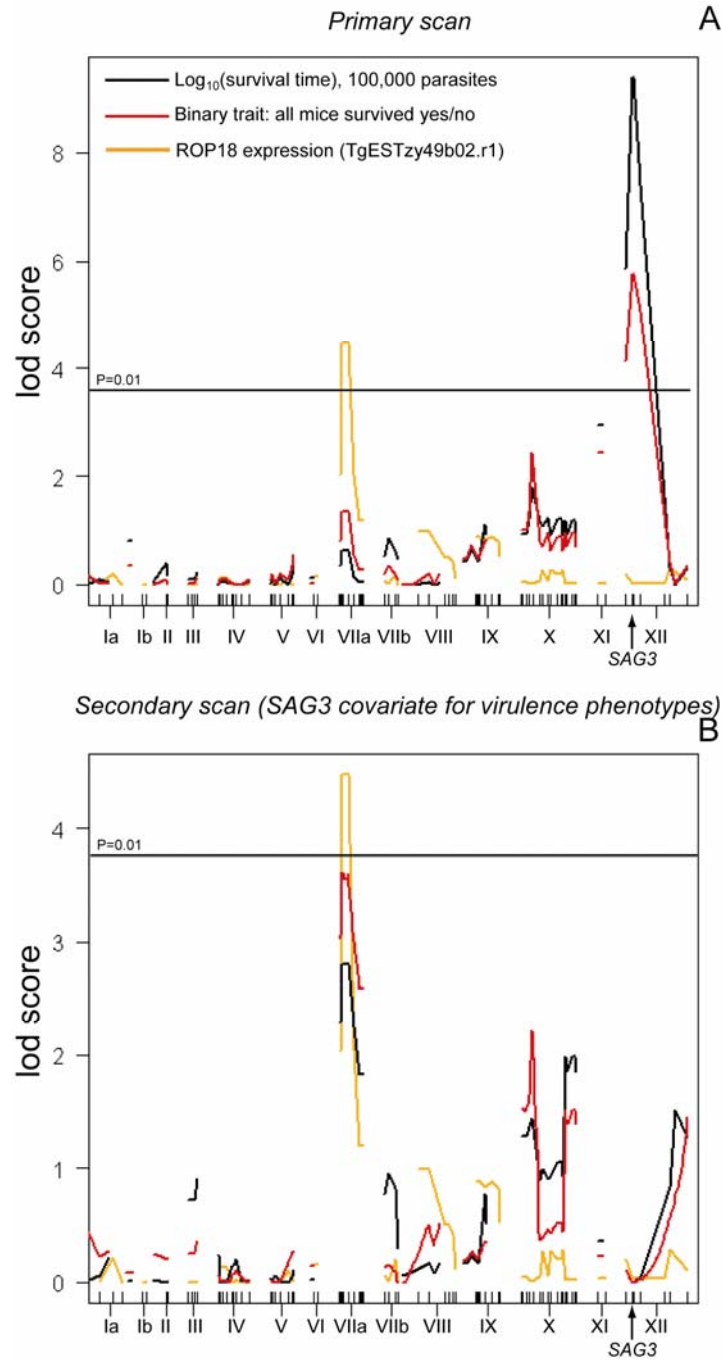 Primary scan
A
Log10(survival time), 100,000 parasites
Binary trait: all mice survived yes/no
ROP18 expression (TgESTzy49b02.r1)
8
6
4
2
0
lod score
P=0.01
Ia Ib II III IV V VI VIIa VIIb VIII IX X XI XII
SAG3
Secondary scan (SAG3 covariate for virulence phenotypes)
B
4
3
2
1
0
lod score
P=0.01
Ia Ib II III IV V VI VIIa VIIb VIII IX X XI XII
SAG3